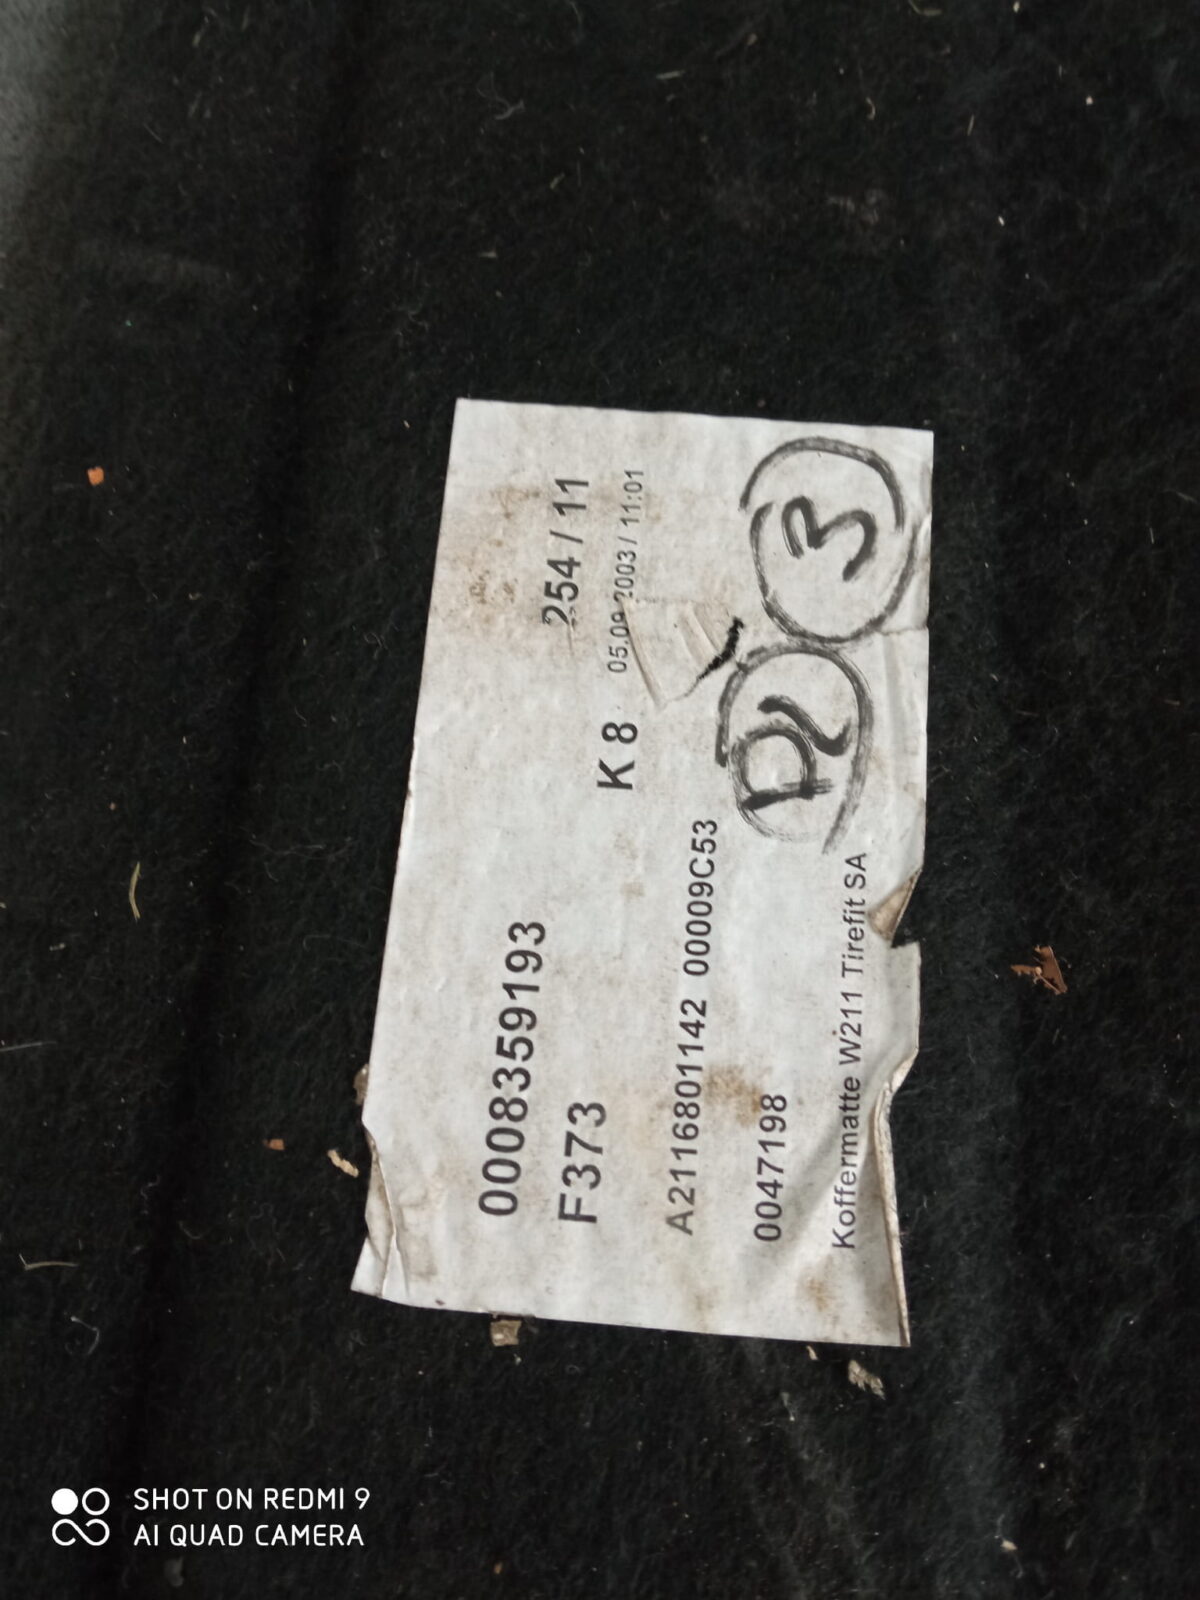 0008359193
F373
254 / 11
K 8
05.09.2003 / 11:01
A2116801142 00009C53
0047198
Koffermatte W211 Tirefit SA
3
SHOT ON REDMI 9
AI QUAD CAMERA